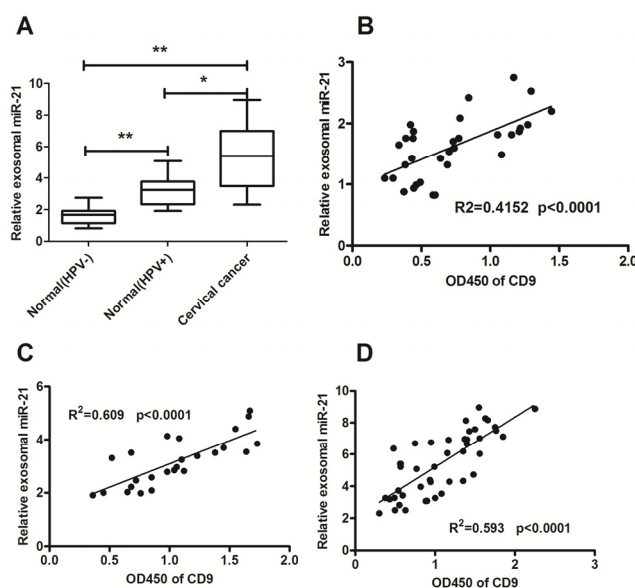 A
**
*
**
Relative exosomal miR-21
10
8
6
4
2
0
Normal(HPV-)
Normal(HPV+)
Cervical cancer
B
Relative exosomal miR-21
3
2
1
0
R2=0.4152 p<0.0001
0.0
0.5
1.0
1.5
2.0
OD450 of CD9
C
Relative exosomal miR-21
6
4
2
0
R²=0.609 p<0.0001
0.0
0.5
1.0
1.5
2.0
OD450 of CD9
D
Relative exosomal miR-21
10
8
6
4
2
0
R²=0.593 p<0.0001
0
1
2
3
OD450 of CD9